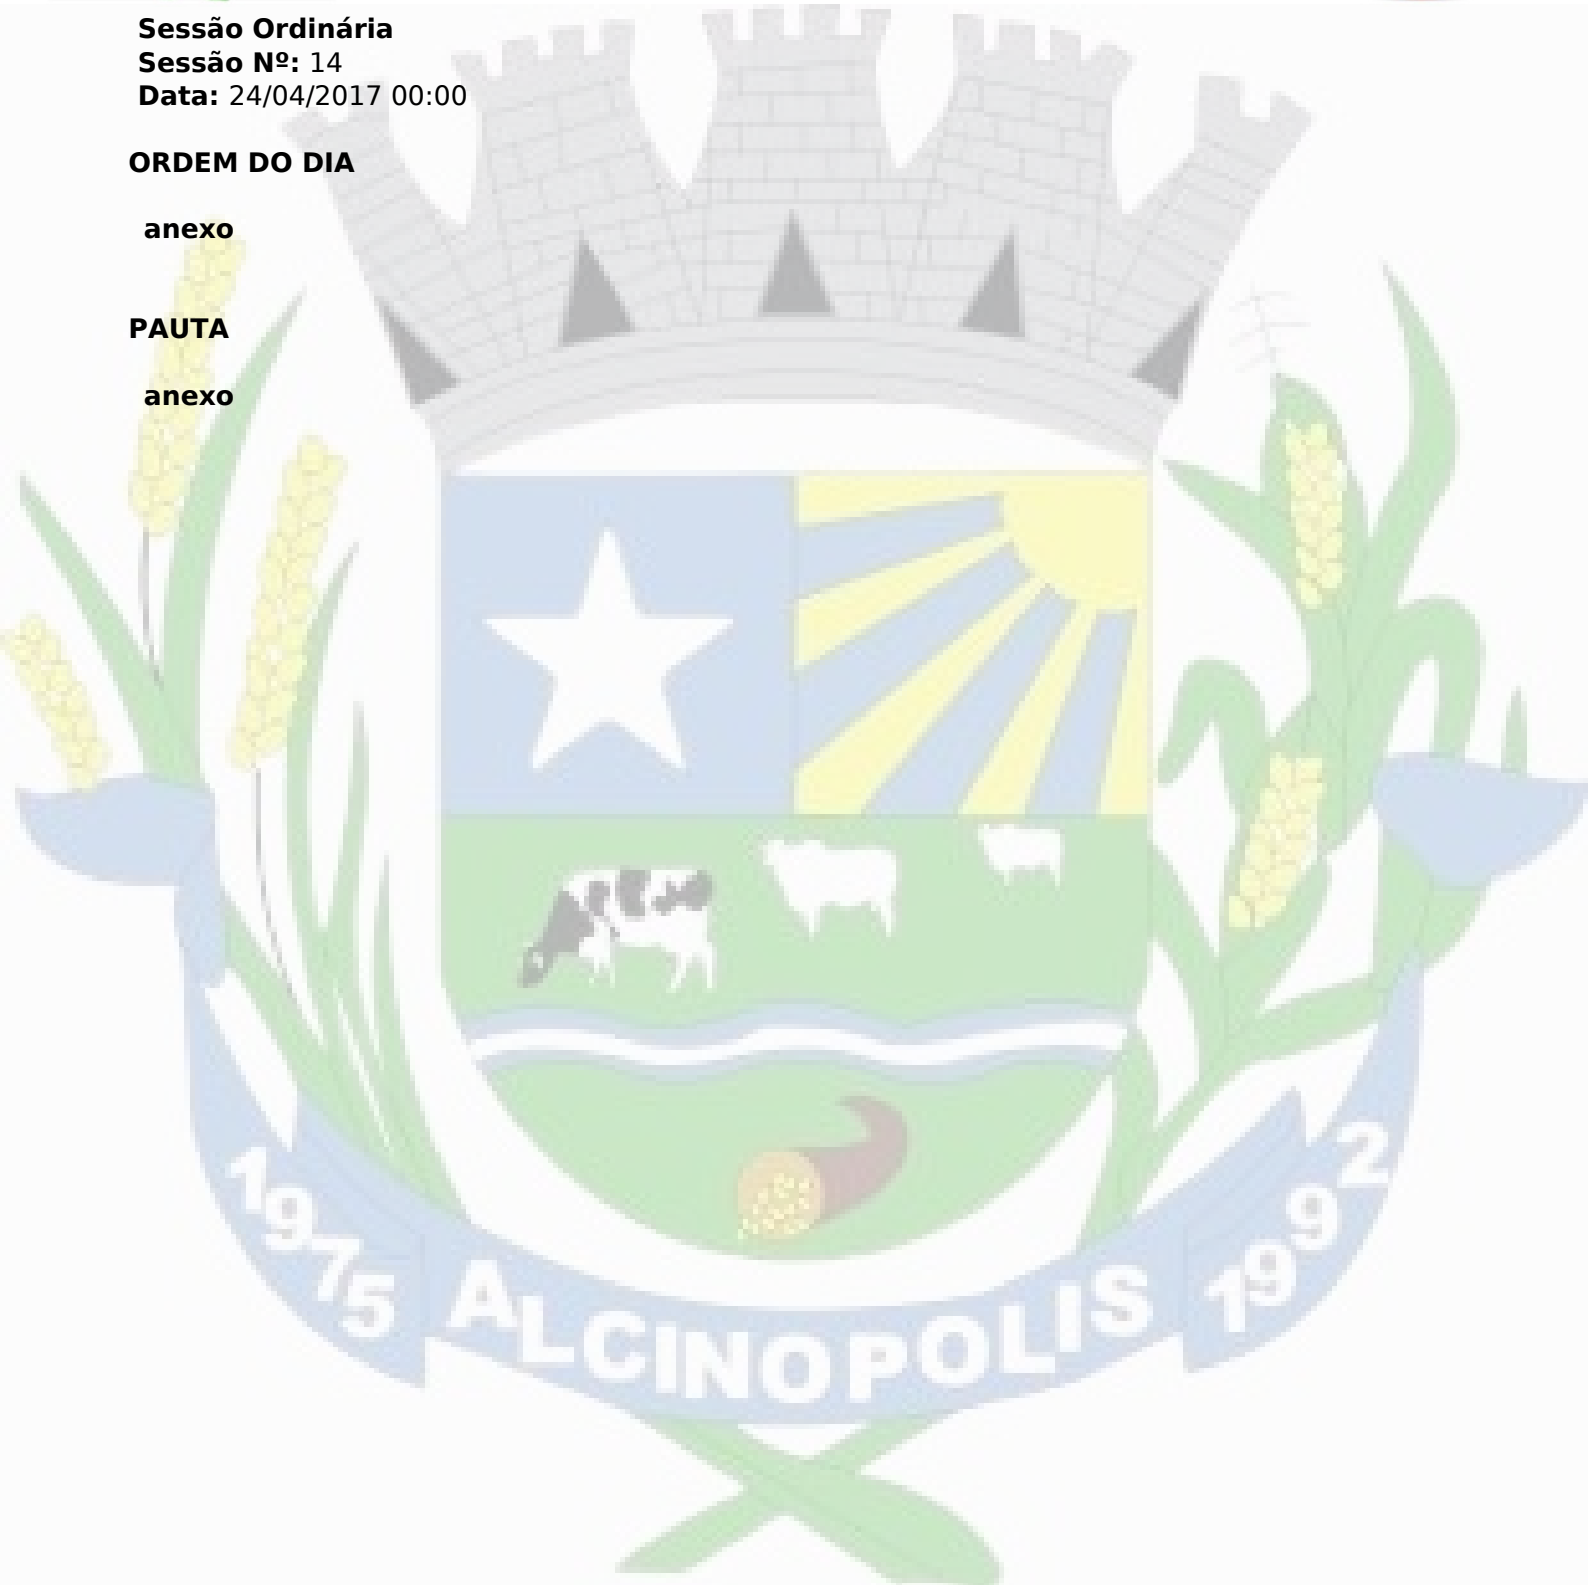 Sessão Ordinária
Sessão Nº: 14
Data: 24/04/2017 00:00
ORDEM DO DIA
anexo
PAUTA
anexo
1975 ALCINOPOLIS 1992